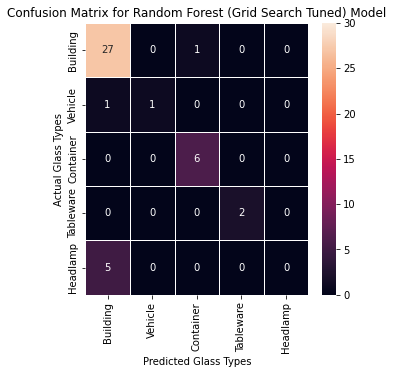 Confusion Matrix for Random Forest (Grid Search Tuned) Model
Actual Glass Types
Building 27 0 1 0 0
Vehicle 1 1 0 0 0
Container 0 0 6 0 0
Tableware 0 0 0 2 0
Headlamp 5 0 0 0 0
Building Vehicle Container Tableware Headlamp
Predicted Glass Types
30
25
20
15
10
5
0